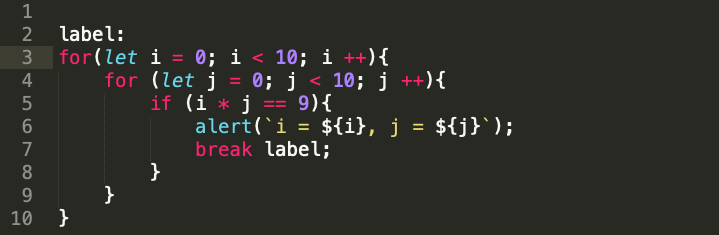 1
2 label:
3 for(let i = 0; i < 10; i ++){
4     for (let j = 0; j < 10; j ++){
5         if (i * j == 9){
6             alert(`i = ${i}, j = ${j}`);
7             break label;
8         }
9     }
10 }